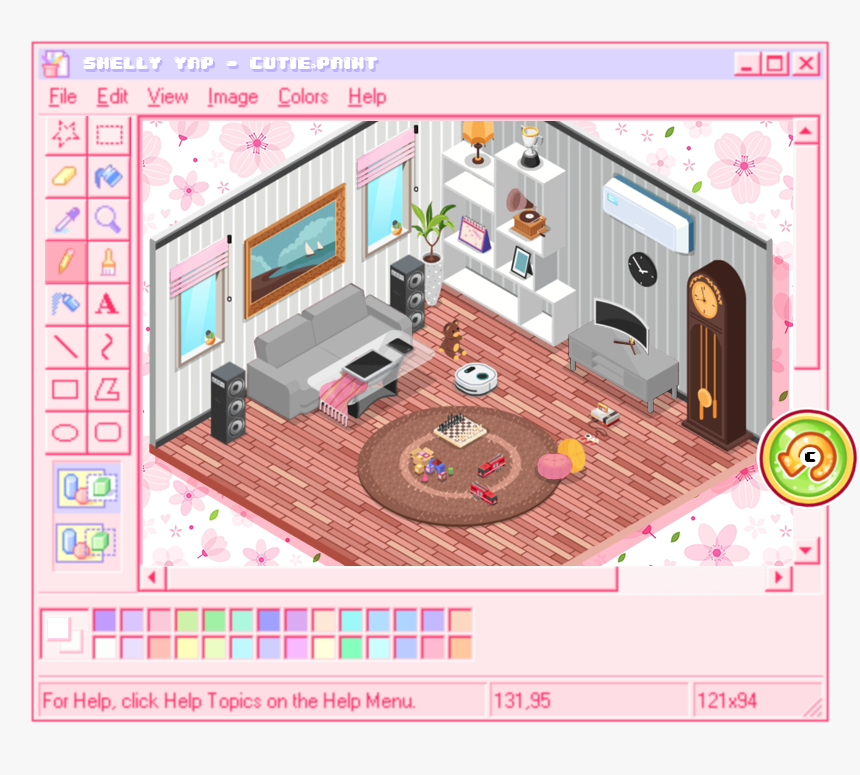 SHELLY YAP - CUTIE.PAINT
File Edit View Image Colors Help
A
C
For Help, click Help Topics on the Help Menu.
131,95
121x94